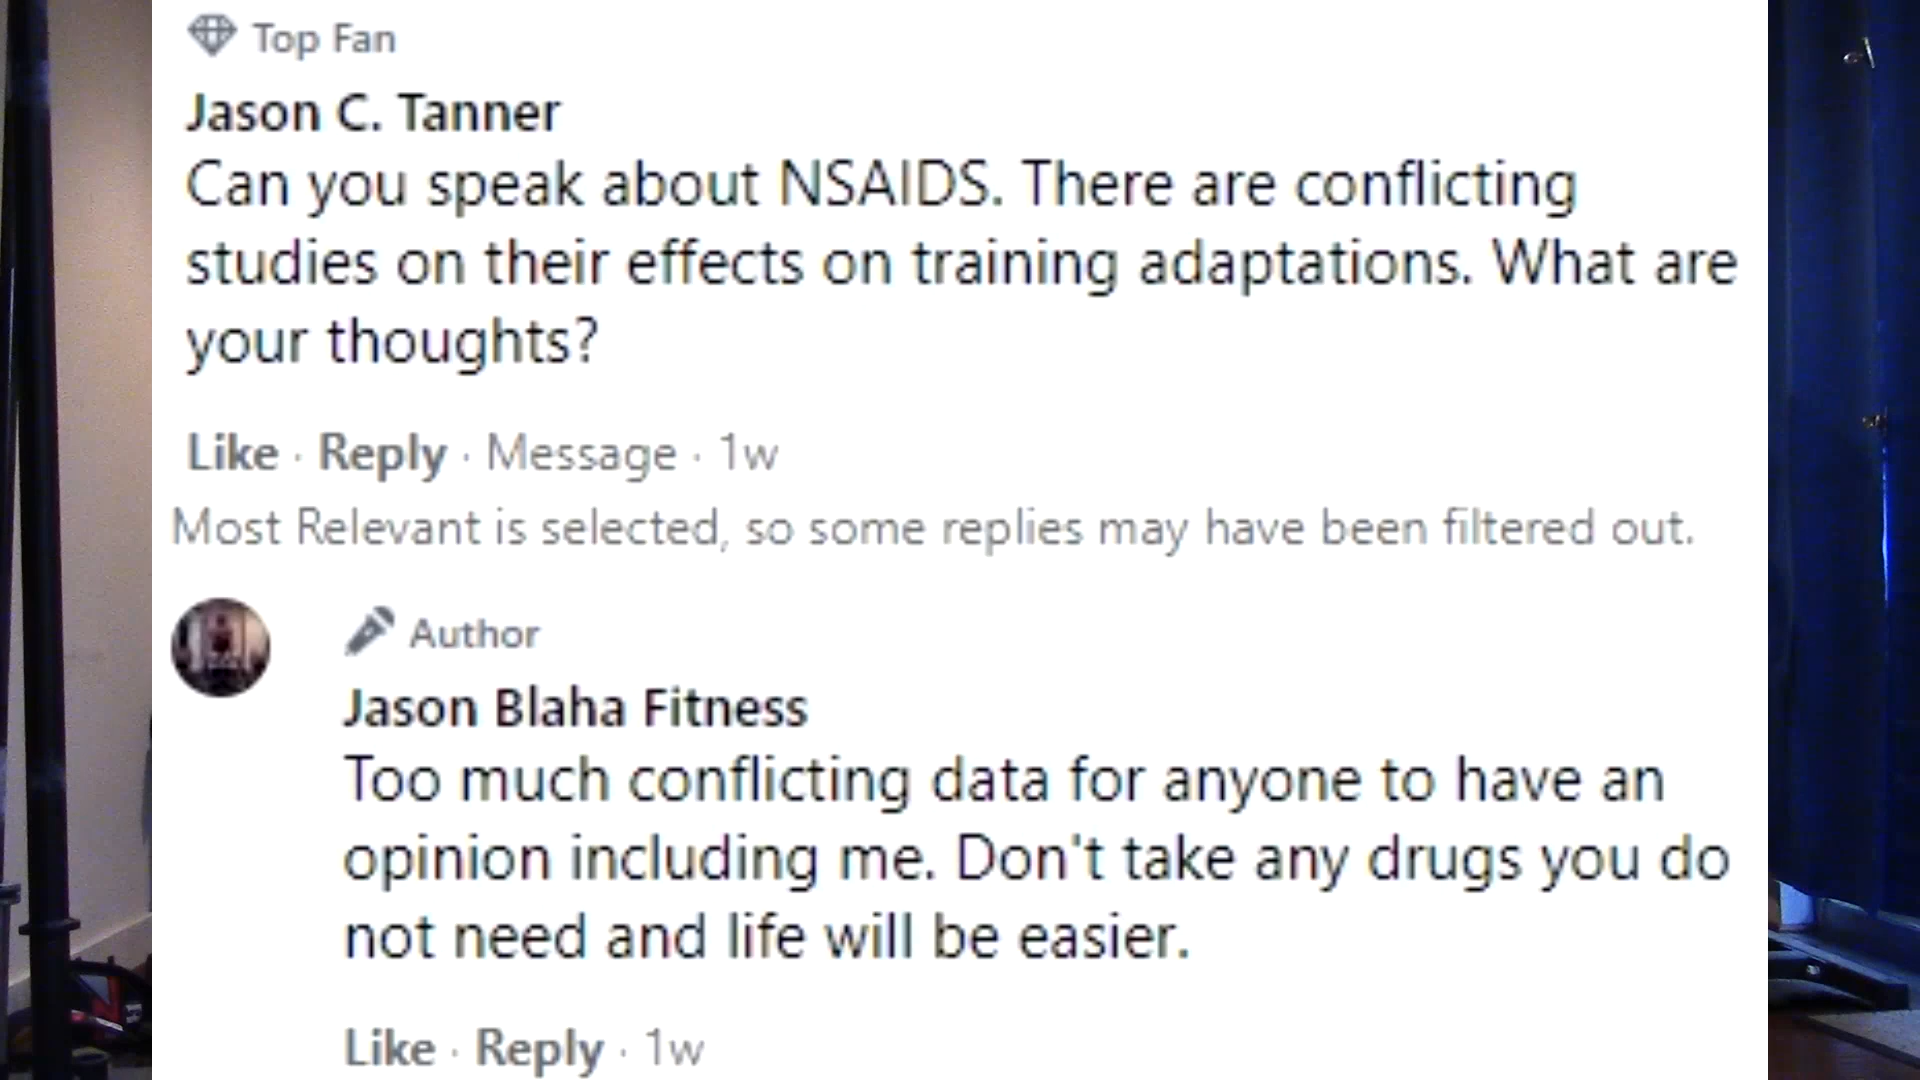 Top Fan
Jason C. Tanner
Can you speak about NSAIDS. There are conflicting
studies on their effects on training adaptations. What are
your thoughts?
Like · Reply · Message · 1w
Most Relevant is selected, so some replies may have been filtered out.
Author
Jason Blaha Fitness
Too much conflicting data for anyone to have an
opinion including me. Don't take any drugs you do
not need and life will be easier.
Like · Reply · 1w